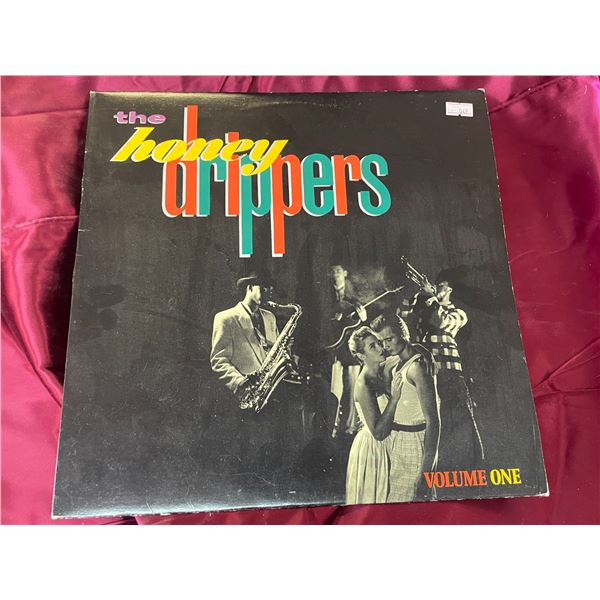 the
honey
drippers
VOLUME ONE